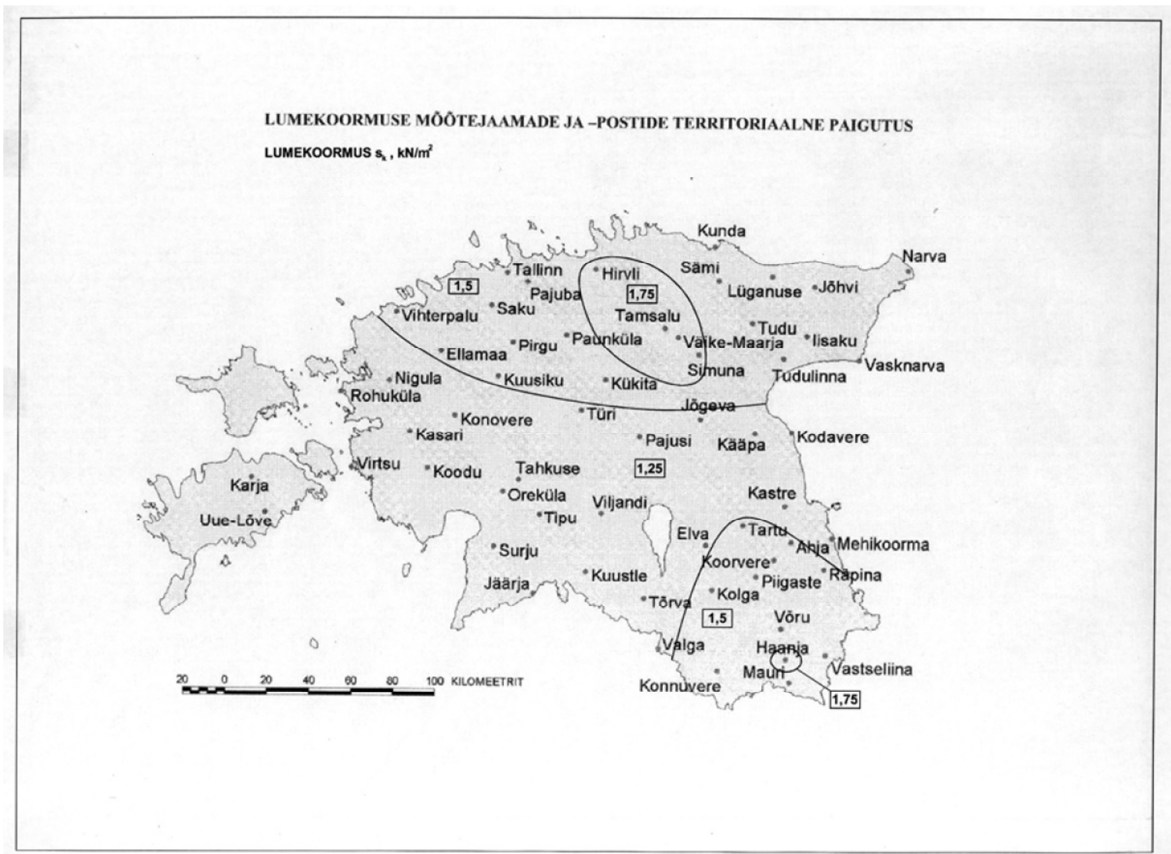 LUMEKOORMUSE MÕÕTEJAAMADE JA –POSTIDE TERRITORIAALNE PAIGUTUS
LUMEKOORMUS sk , kN/m²
Kunda
Narva
Tallinn
Hirvli
Sämi
1,5
Pajuba
1,75
Lüganuse
Jõhvi
Saku
Vihterpalu
Tamsalu
Tudu
Paunküla
Väike-Maarja
Iisaku
Pirgu
Ellamaa
Simuna
Vasknarva
Nigula
Kuusiku
Kükita
Tudulinna
Rohuküla
Jõgeva
Türi
Konovere
Kasari
Pajusi
Kääpa
Kodavere
Virtsu
Koodu
Tahkuse
1,25
Karja
Oreküla
Viljandi
Kastre
Uue-Lõve
Tipu
Elva
Tartu
Ahja
Mehikoorma
Surju
Koorvere
Kuustle
Piigaste
Räpina
Jäärja
Kolga
Tõrva
1,5
Võru
Valga
Haanja
Mauri
Vastseliina
Konnuvere
1,75
20 0 20 40 60 80 100 KILOMEETRIT